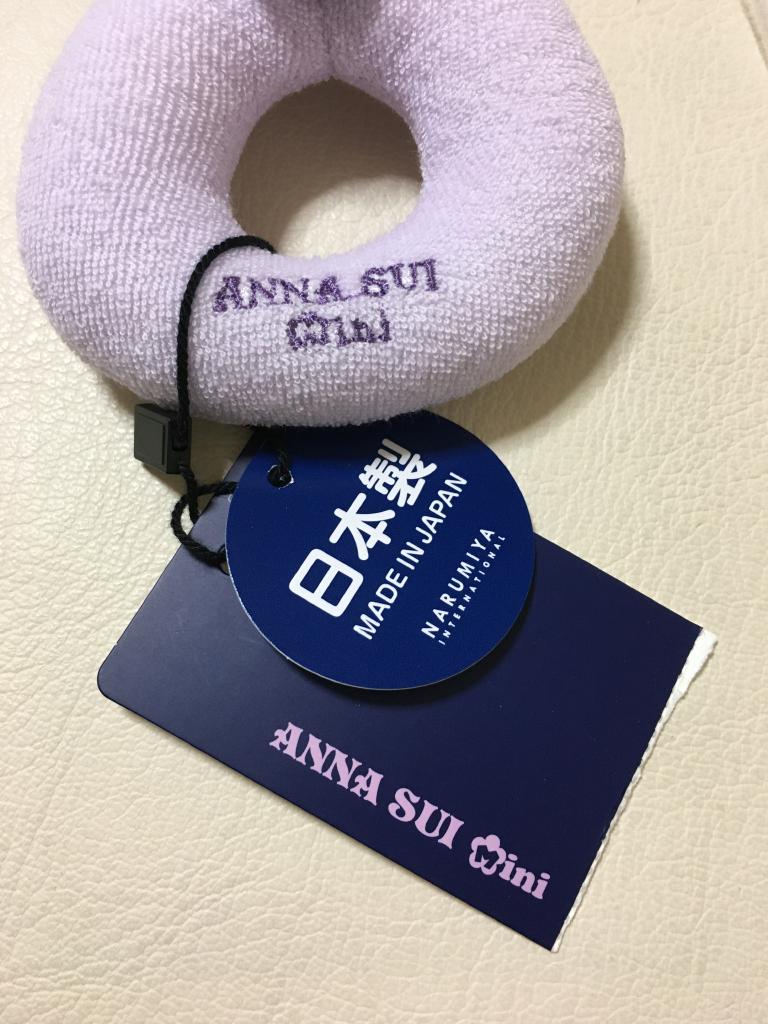 ANNA SUI
Mini
日本製
MADE IN JAPAN
NARUMIYA
INTERNATIONAL
ANNA SUI Mini